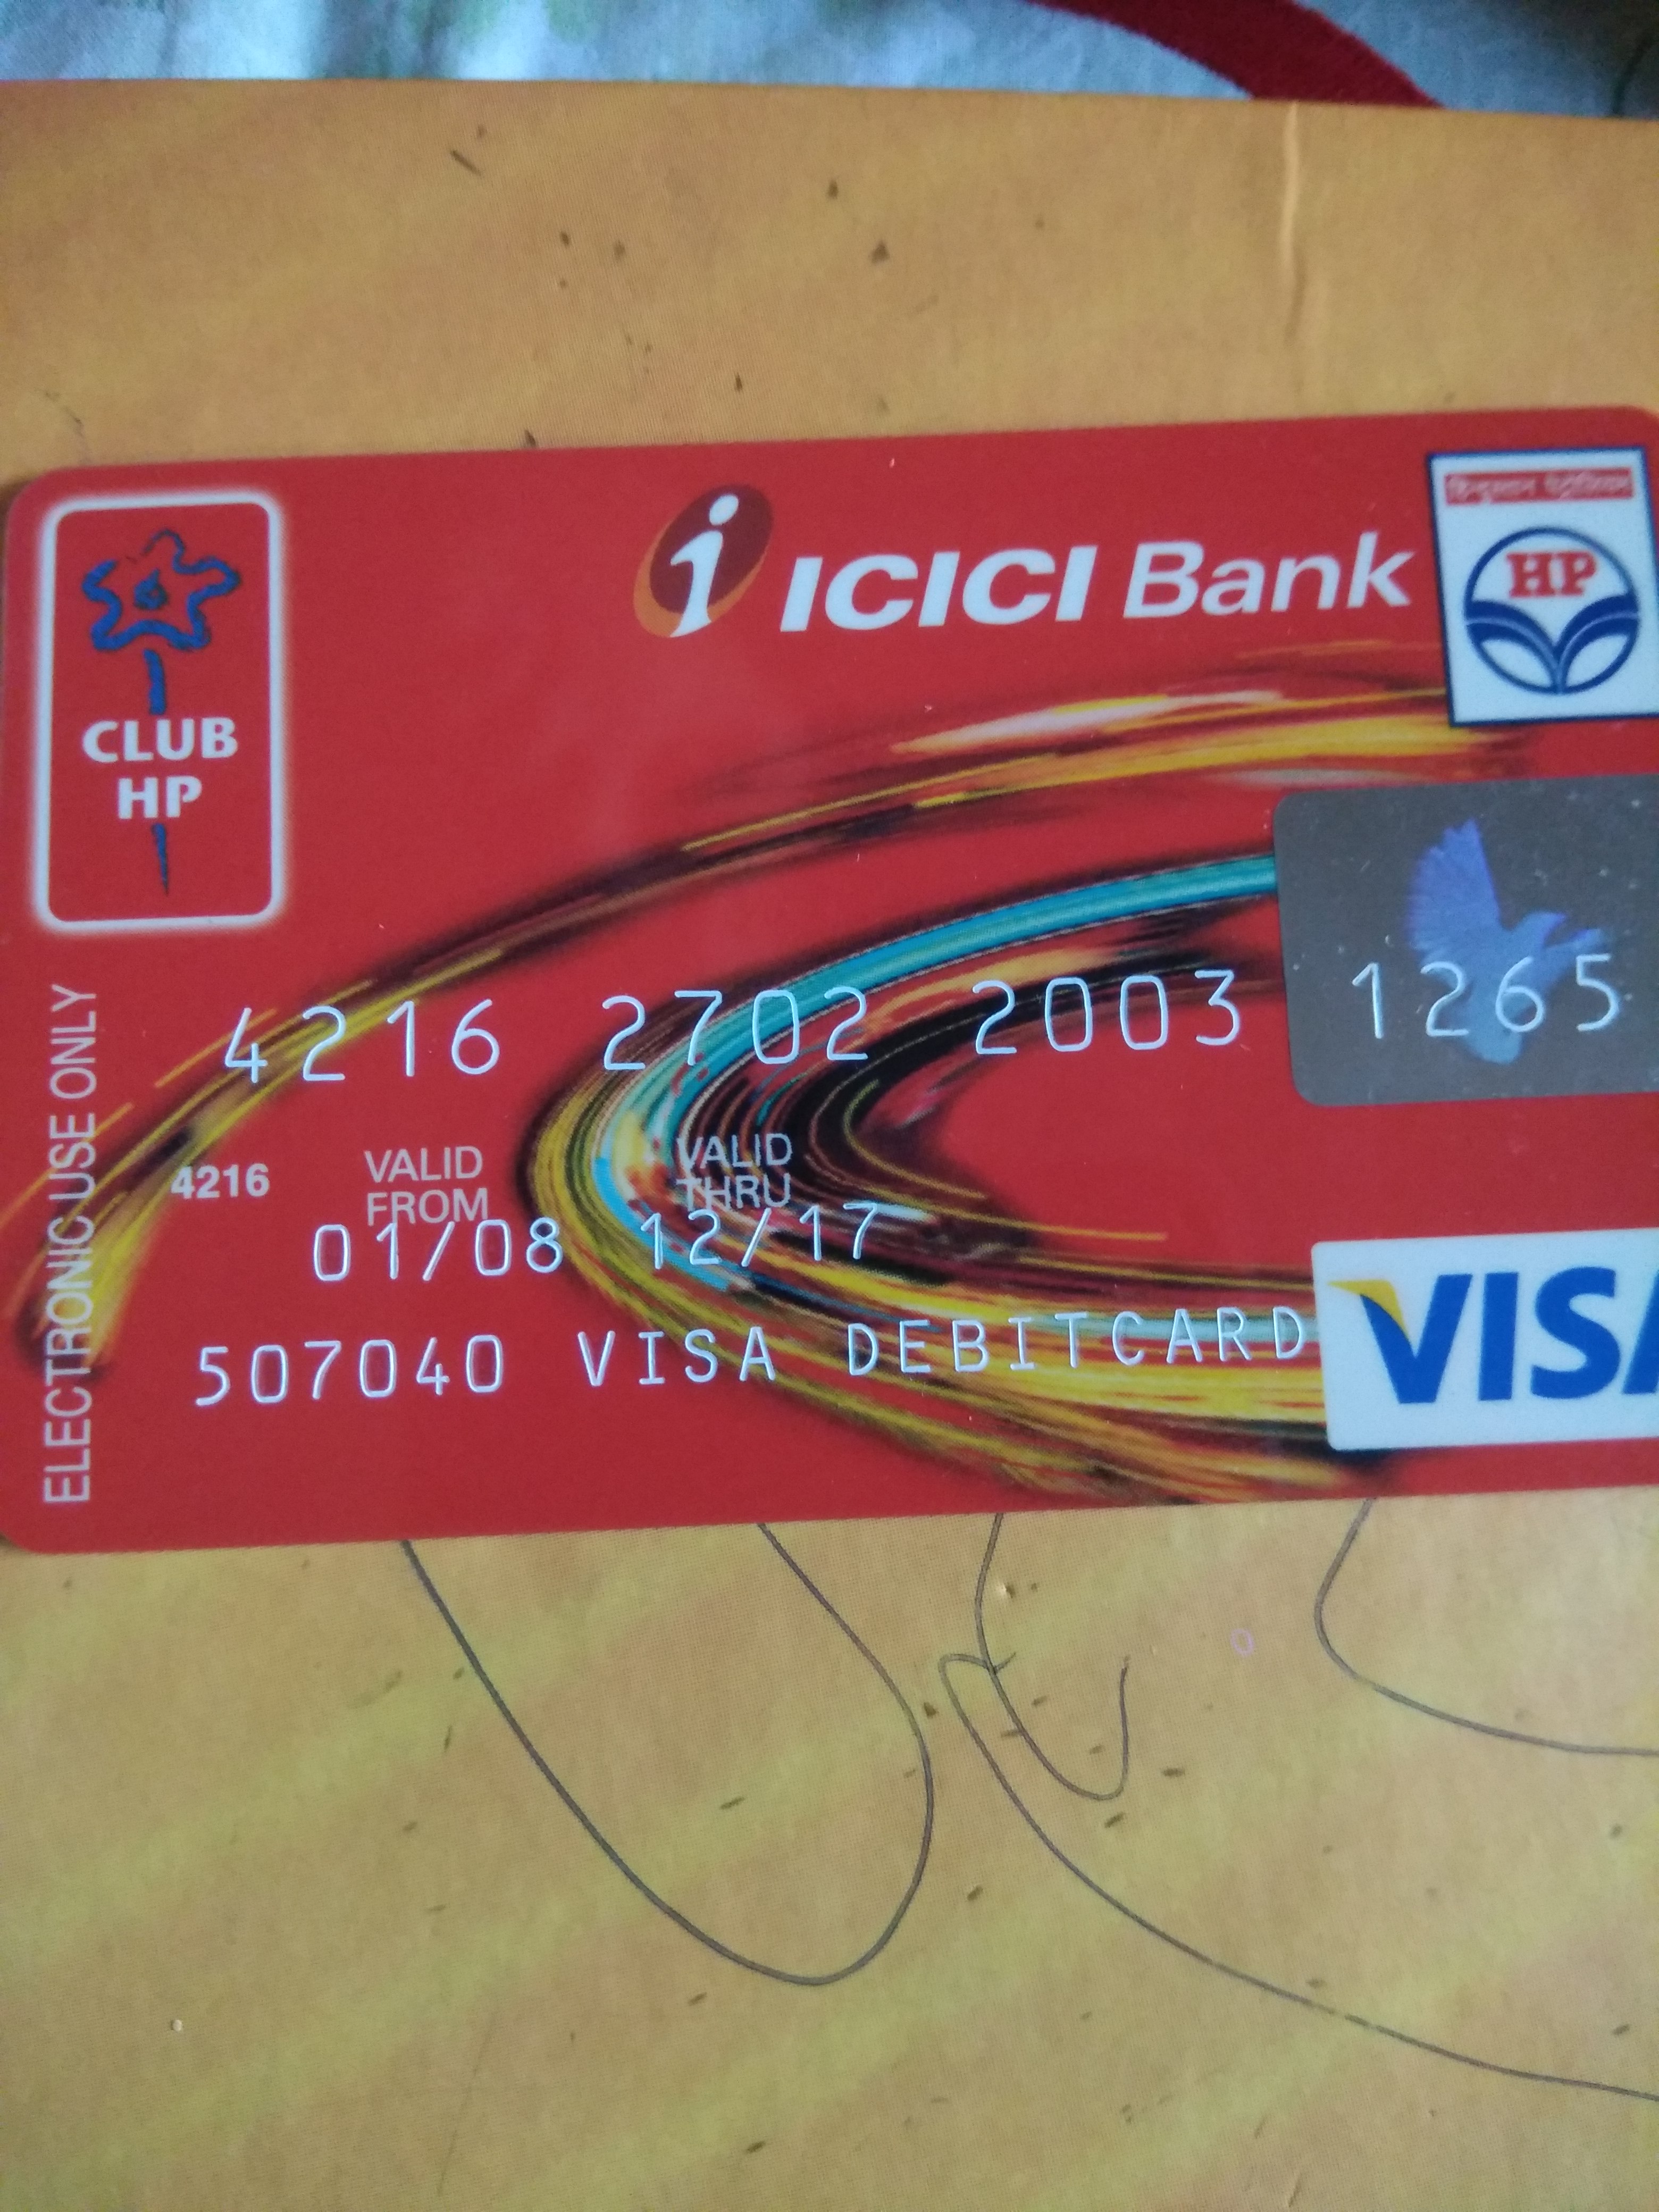 ICICI Bank
हिन्दुस्तान पेट्रोलियम
HP
CLUB
HP
ELECTRONIC USE ONLY
4216 2702 2003 1265
4216
VALID FROM
VALID THRU
01/08 12/17
507040 VISA DEBITCARD
VISA